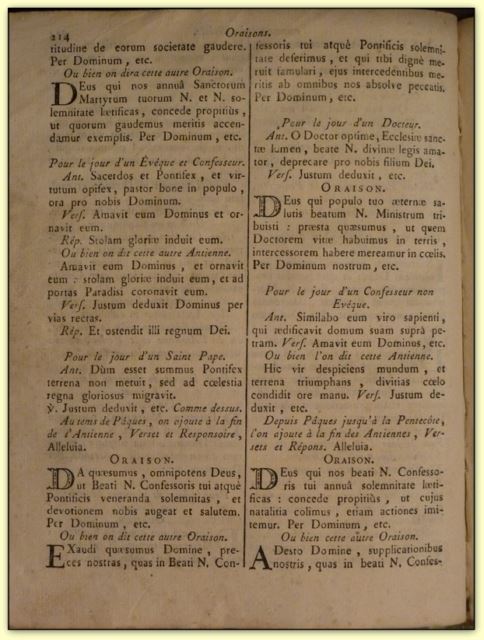 214
Oraisons.
titudine de eorum societate gaudere.
Per Dominum, etc.
Ou bien on dira cette autre Oraison.
DEus qui nos annuâ Sanctorum
Martyrum tuorum N. et N. so-
lemnitate lætificas, concede propitiùs,
ut quorum gaudemus meritis accen-
damur exemplis. Per Dominum, etc.
Pour le jour d'un Evêque et Confesseur.
Ant. Sacerdos et Pontifex, et vir-
tutum opifex, pastor bone in populo,
ora pro nobis Dominum.
Vers. Amavit eum Dominus et or-
navit eum.
Rép. Stolam gloriæ induit eum.
Ou bien on dit cette autre Antienne.
Amavit eum Dominus, et ornavit
eum : stolam gloriæ induit eum, et ad
portas Paradisi coronavit eum.
Vers. Justum deduxit Dominus per
vias rectas.
Rép. Et ostendit illi regnum Dei.
Pour le jour d'un Saint Pape.
Ant. Dùm esset summus Pontifex
terrena non metuit, sed ad cœlestia
regna gloriosus migravit.
℣. Justum deduxit, etc. Comme dessus.
Au tems de Pâques, on ajoute à la fin
de l'Antienne, Verset et Responsoire,
Alleluia.
ORAISON.
DA quæsumus, omnipotens Deus,
ut Beati N. Confessoris tui atquè
Pontificis veneranda solemnitas, et
devotionem nobis augeat et salutem.
Per Dominum, etc.
Ou bien on dit cette autre Oraison.
EXaudi quæsumus Domine, pre-
ces nostras, quas in Beati N. Con-
fessoris tui atquè Pontificis solemni-
tate deferimus, et qui tibi dignè me-
ruit famulari, ejus intercedentibus me-
ritis ab omnibus nos absolve peccatis.
Per Dominum, etc.
Pour le jour d'un Docteur.
Ant. O Doctor optime, Ecclesiæ sanc-
tæ lumen, beate N. divinæ legis ama-
tor, deprecare pro nobis filium Dei.
Vers. Justum deduxit, etc.
ORAISON.
DEus qui populo tuo æternæ sa-
lutis beatum N. Ministrum tri-
buisti : præsta quæsumus, ut quem
Doctorem vitæ habuimus in terris,
intercessorem habere mereamur in cœlis.
Per Dominum nostrum, etc.
Pour le jour d'un Confesseur non
Evêque.
Ant. Similabo eum viro sapienti,
qui ædificavit domum suam suprà pe-
tram. Vers. Amavit eum Dominus, etc.
Ou bien l'on dit cette Antienne.
Hic vir despiciens mundum, et
terrena triumphans, divitias cœlo
condidit ore manu. Vers. Justum de-
duxit, etc.
Depuis Pâques jusqu'à la Pentecôte,
l'on ajoute à la fin des Antiennes, Ver-
sets et Répons. Alleluia.
ORAISON.
DEus qui nos beati N. Confesso-
ris tui annuâ solemnitate læti-
ficas : concede propitiùs, ut cujus
natalitia colimus, etiam actiones imi-
temur. Per Dominum, etc.
Ou bien on dit cette autre Oraison.
ADesto Domine, supplicationibus
nostris, quas in beati N. Confes-